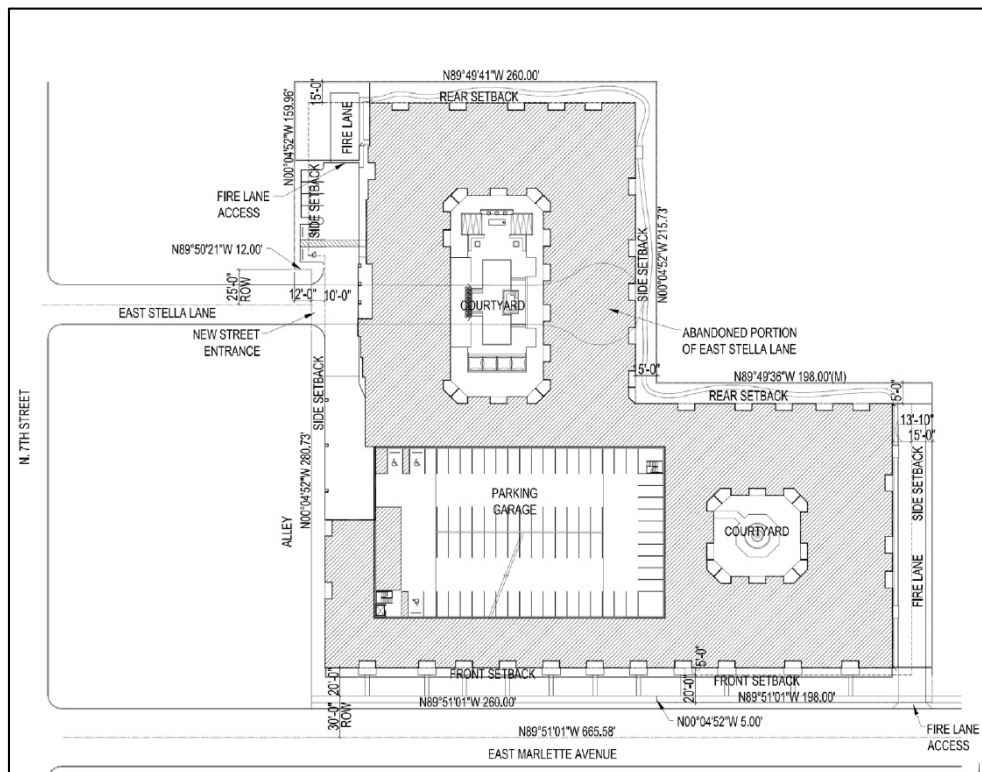 N89°49'41"W 260.00'
15'-0"
REAR SETBACK
N00°04'52"W 159.96'
FIRE LANE
SIDE SETBACK
FIRE LANE
ACCESS
N89°50'21"W 12.00'
25'-0"
ROW
12'-0"
10'-0"
EAST STELLA LANE
NEW STREET
ENTRANCE
COURTYARD
SIDE SETBACK
N00°04'52"W 215.73'
ABANDONED PORTION
OF EAST STELLA LANE
15'-0"
N89°49'36"W 198.00'(M)
REAR SETBACK
5'-0"
13'-10"
15'-0"
SIDE SETBACK
N. 7TH STREET
N00°04'52"W 280.73'
ALLEY
PARKING
GARAGE
COURTYARD
SIDE SETBACK
FIRE LANE
20'-0"
FRONT SETBACK
5'-0"
FRONT SETBACK
20'-0"
N89°51'01"W 260.00'
N89°51'01"W 198.00'
30'-0"
ROW
N00°04'52"W 5.00'
FIRE LANE
ACCESS
N89°51'01"W 665.58'
EAST MARLETTE AVENUE